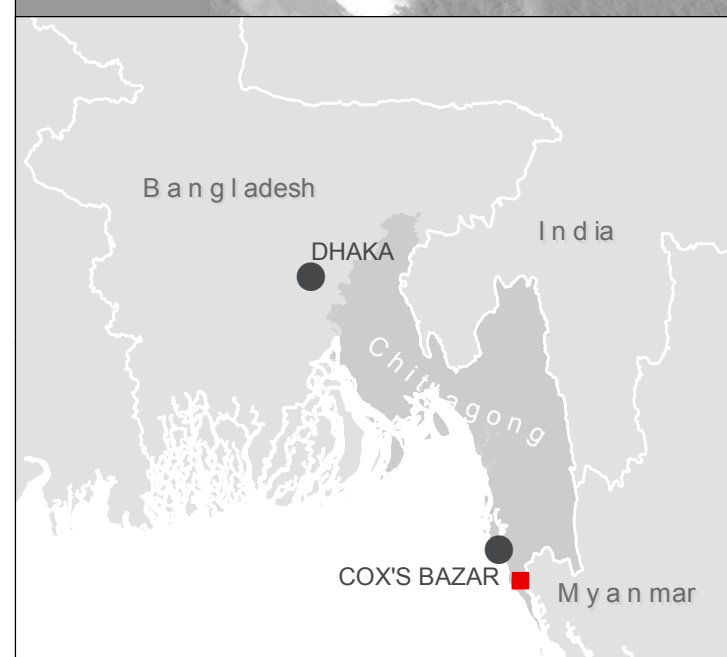 Bangladesh
India
DHAKA
Chittagong
COX'S BAZAR
Myanmar